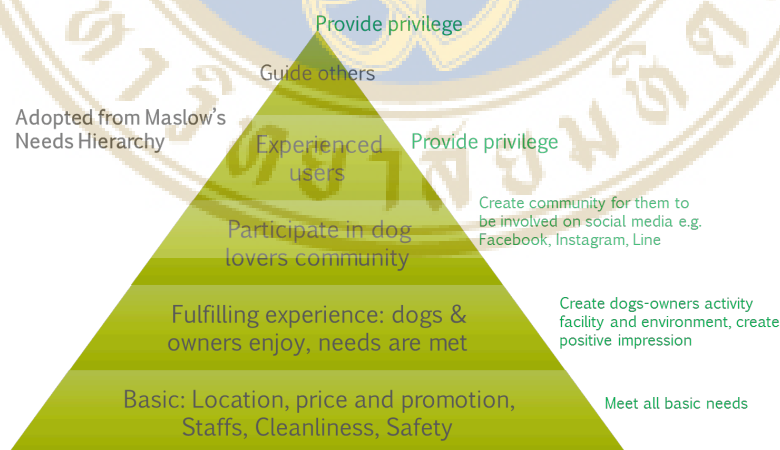 Provide privilege
Guide others
Adopted from Maslow's
Needs Hierarchy
Experienced
users
Provide privilege
Participate in dog
lovers community
Create community for them to
be involved on social media e.g.
Facebook, Instagram, Line
Fulfilling experience: dogs &
owners enjoy, needs are met
Create dogs-owners activity
facility and environment, create
positive impression
Basic: Location, price and promotion,
Staffs, Cleanliness, Safety
Meet all basic needs